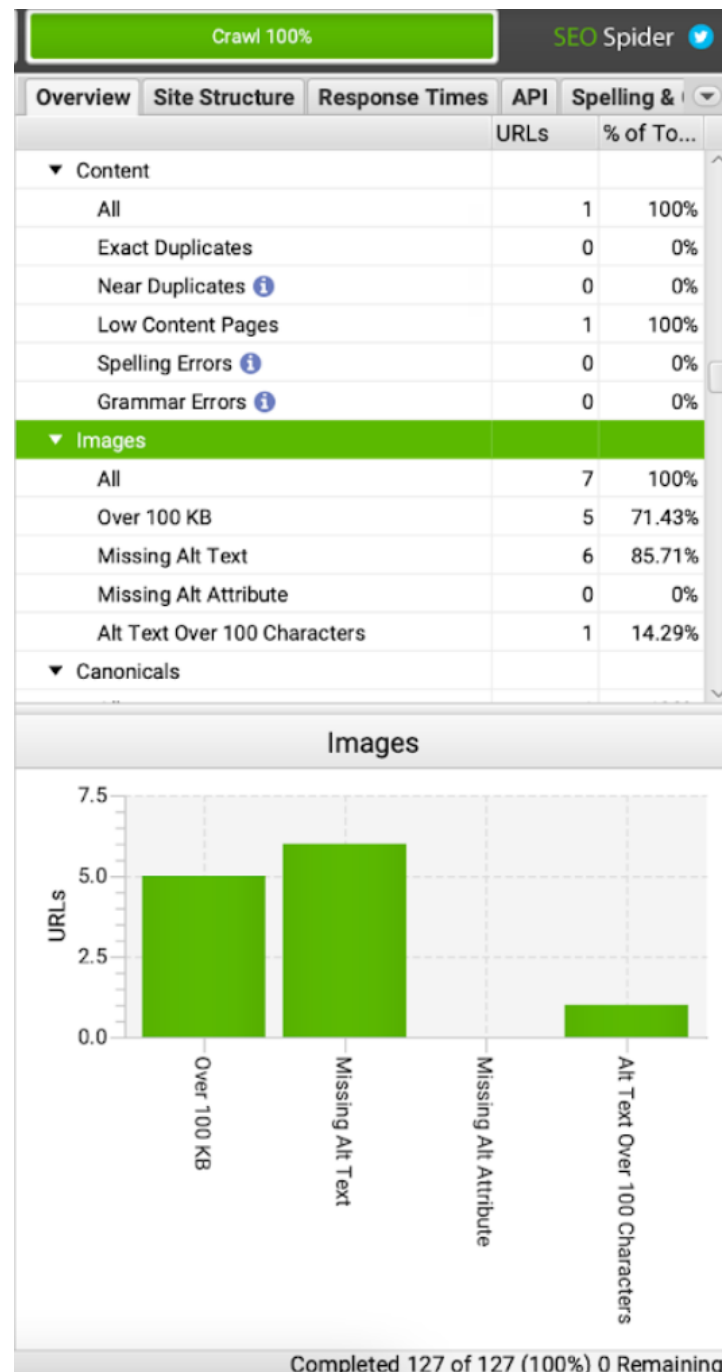 Crawl 100%
SEO Spider
Overview Site Structure Response Times API Spelling &
URLs % of To...
Content
All 1 100%
Exact Duplicates 0 0%
Near Duplicates 0 0%
Low Content Pages 1 100%
Spelling Errors 0 0%
Grammar Errors 0 0%
Images
All 7 100%
Over 100 KB 5 71.43%
Missing Alt Text 6 85.71%
Missing Alt Attribute 0 0%
Alt Text Over 100 Characters 1 14.29%
Canonicals
Images
7.5
5.0
2.5
0.0
URLs
Over 100 KB
Missing Alt Text
Missing Alt Attribute
Alt Text Over 100 Characters
Completed 127 of 127 (100%) 0 Remaining